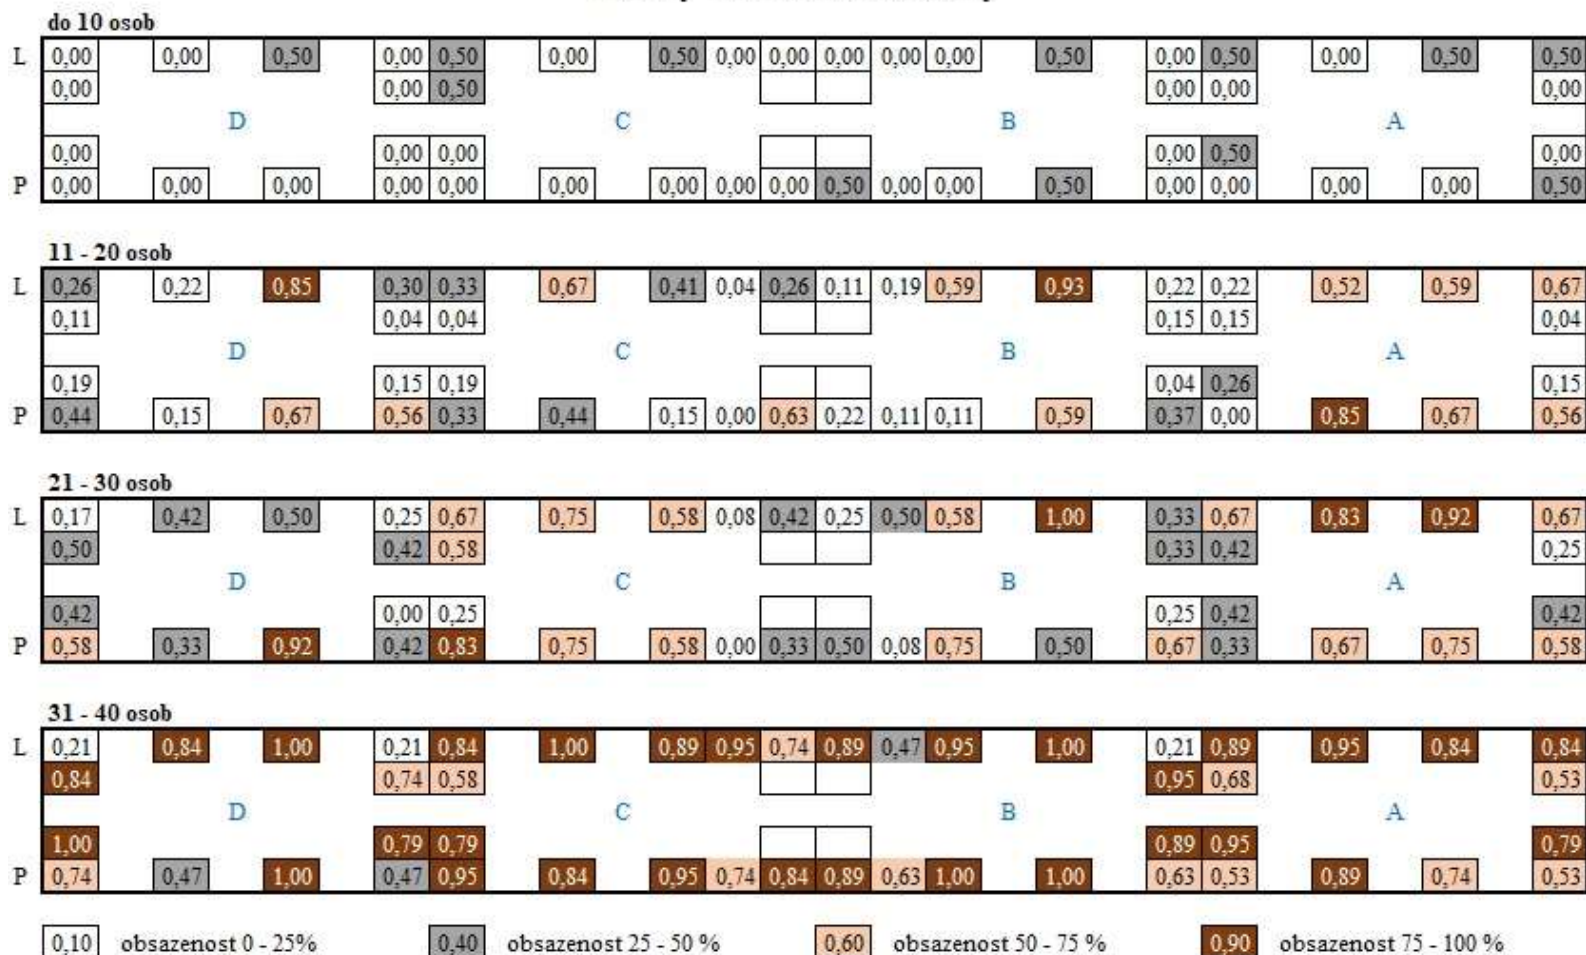 do 10 osob
L 0,00 0,00 0,50 0,00 0,50 0,00 0,50 0,00 0,00 0,00 0,00 0,00 0,50 0,00 0,50 0,00 0,50 0,50
0,00 0,00 0,50 0,00 0,00 0,00
D C B A
0,00 0,00 0,00 0,00 0,50 0,00
P 0,00 0,00 0,00 0,00 0,00 0,00 0,00 0,00 0,00 0,50 0,00 0,00 0,50 0,00 0,00 0,00 0,00 0,50
11 - 20 osob
L 0,26 0,22 0,85 0,30 0,33 0,67 0,41 0,04 0,26 0,11 0,19 0,59 0,93 0,22 0,22 0,52 0,59 0,67
0,11 0,04 0,04 0,15 0,15 0,04
D C B A
0,19 0,15 0,19 0,04 0,26 0,15
P 0,44 0,15 0,67 0,56 0,33 0,44 0,15 0,00 0,63 0,22 0,11 0,11 0,59 0,37 0,00 0,85 0,67 0,56
21 - 30 osob
L 0,17 0,42 0,50 0,25 0,67 0,75 0,58 0,08 0,42 0,25 0,50 0,58 1,00 0,33 0,67 0,83 0,92 0,67
0,50 0,42 0,58 0,33 0,42 0,25
D C B A
0,42 0,00 0,25 0,25 0,42 0,42
P 0,58 0,33 0,92 0,42 0,83 0,75 0,58 0,00 0,33 0,50 0,08 0,75 0,50 0,67 0,33 0,67 0,75 0,58
31 - 40 osob
L 0,21 0,84 1,00 0,21 0,84 1,00 0,89 0,95 0,74 0,89 0,47 0,95 1,00 0,21 0,89 0,95 0,84 0,84
0,84 0,74 0,58 0,95 0,68 0,53
D C B A
1,00 0,79 0,79 0,89 0,95 0,79
P 0,74 0,47 1,00 0,47 0,95 0,84 0,95 0,74 0,84 0,89 0,63 1,00 1,00 0,63 0,53 0,89 0,74 0,53
0,10 obsazenost 0 - 25% 0,40 obsazenost 25 - 50 % 0,60 obsazenost 50 - 75 % 0,90 obsazenost 75 - 100 %